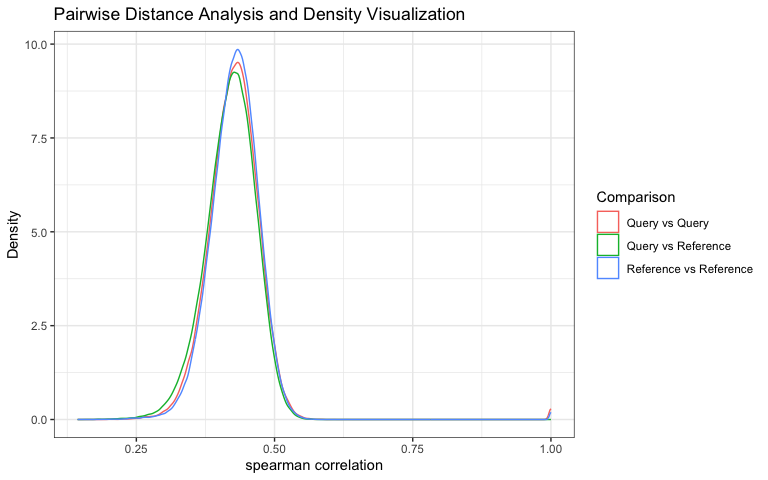 Pairwise Distance Analysis and Density Visualization
10.0
7.5
5.0
2.5
0.0
Density
0.25
0.50
0.75
1.00
spearman correlation
Comparison
Query vs Query
Query vs Reference
Reference vs Reference